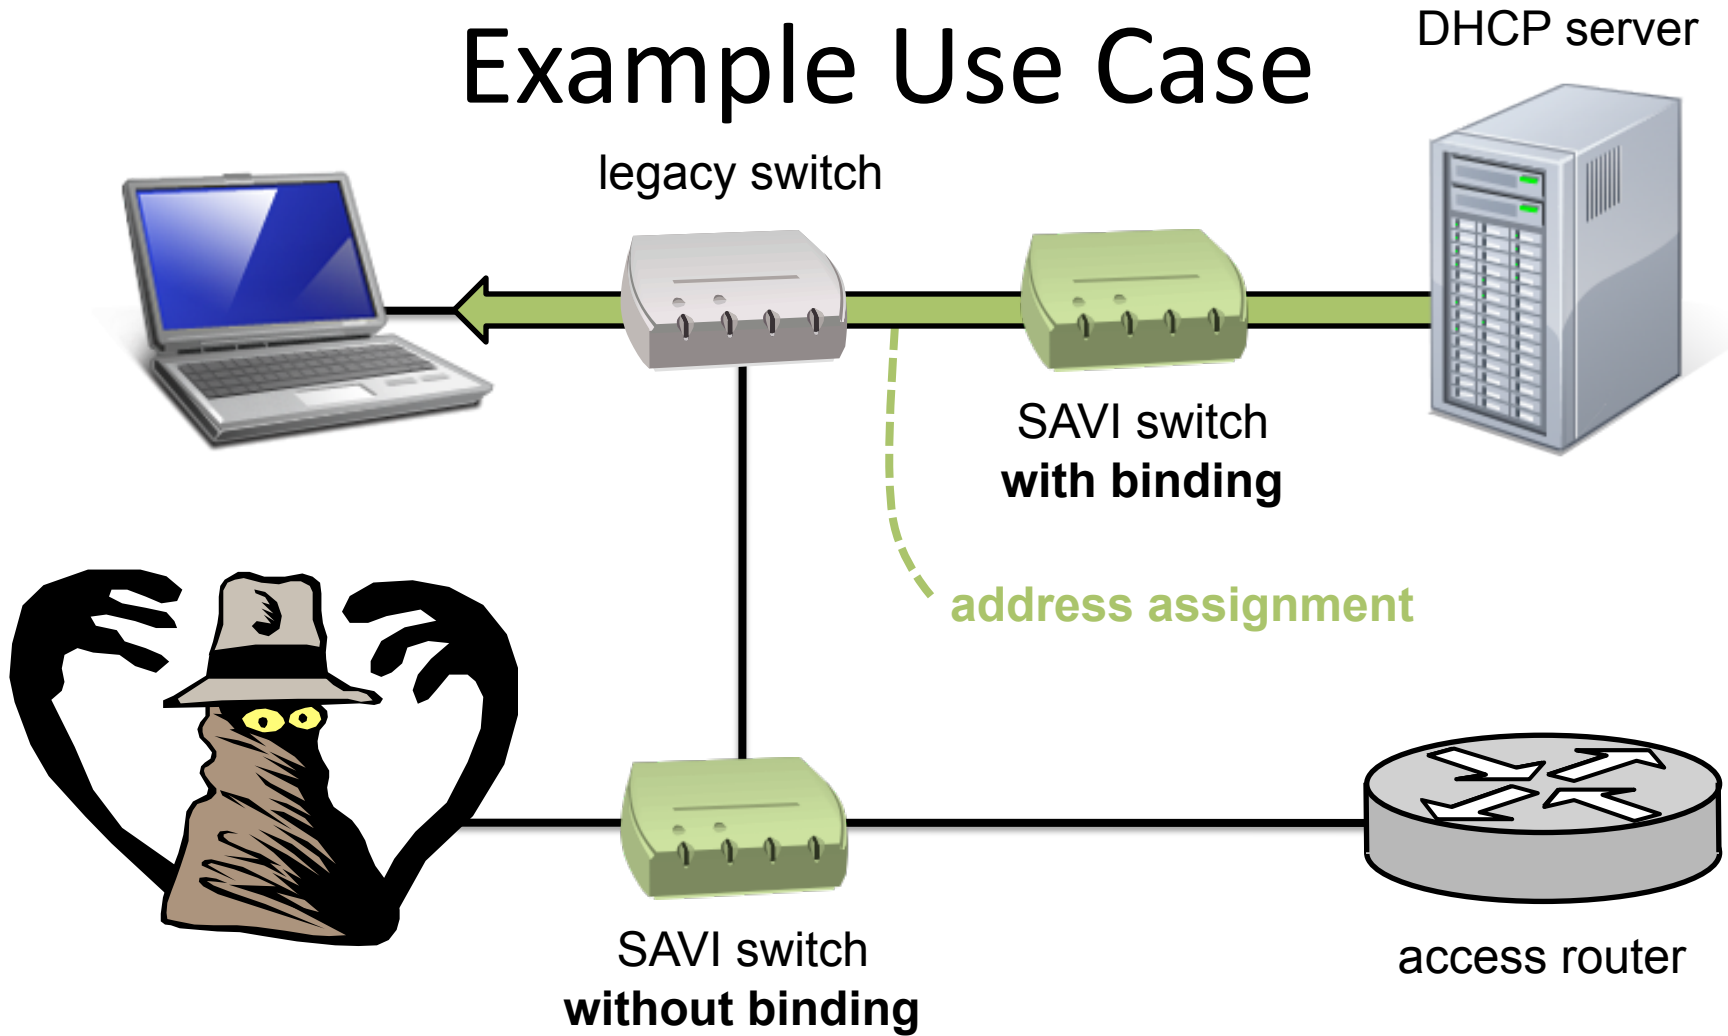 Example Use Case
DHCP server
legacy switch
SAVI switch
with binding
address assignment
SAVI switch
without binding
access router